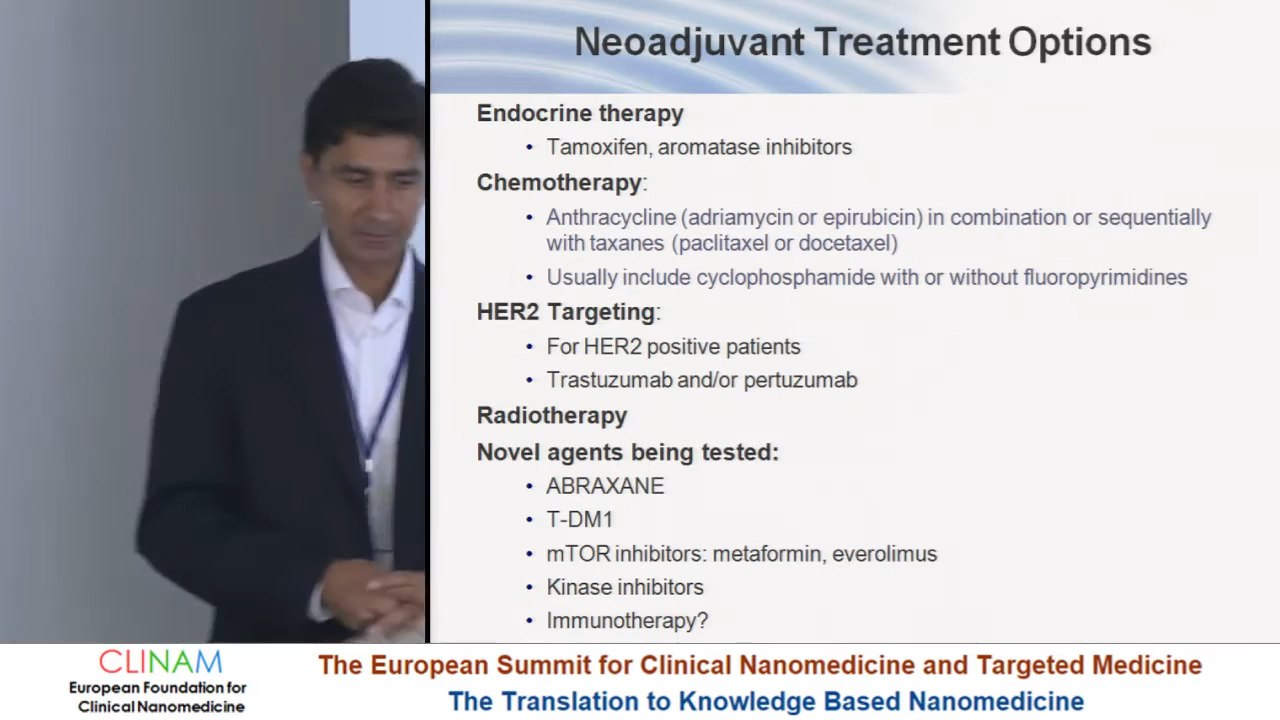 Neoadjuvant Treatment Options
Endocrine therapy
• Tamoxifen, aromatase inhibitors
Chemotherapy:
• Anthracycline (adriamycin or epirubicin) in combination or sequentially
with taxanes (paclitaxel or docetaxel)
• Usually include cyclophosphamide with or without fluoropyrimidines
HER2 Targeting:
• For HER2 positive patients
• Trastuzumab and/or pertuzumab
Radiotherapy
Novel agents being tested:
• ABRAXANE
• T-DM1
• mTOR inhibitors: metaformin, everolimus
• Kinase inhibitors
• Immunotherapy?
CLINAM
European Foundation for
Clinical Nanomedicine
The European Summit for Clinical Nanomedicine and Targeted Medicine
The Translation to Knowledge Based Nanomedicine